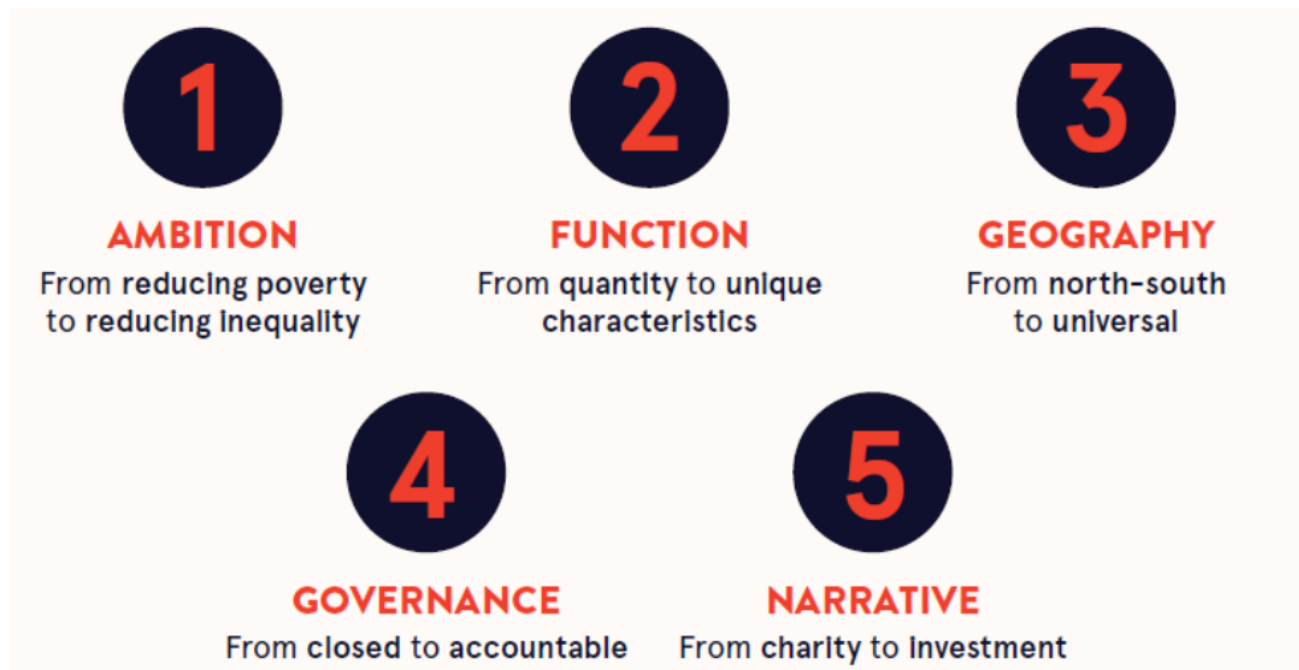 1
AMBITION
From reducing poverty
to reducing inequality
2
FUNCTION
From quantity to unique
characteristics
3
GEOGRAPHY
From north-south
to universal
4
GOVERNANCE
From closed to accountable
5
NARRATIVE
From charity to investment